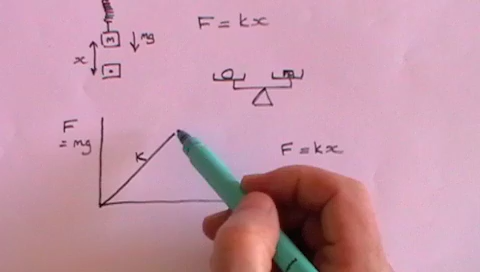 F = kx
M
mg
x
F
= mg
K
F = kx